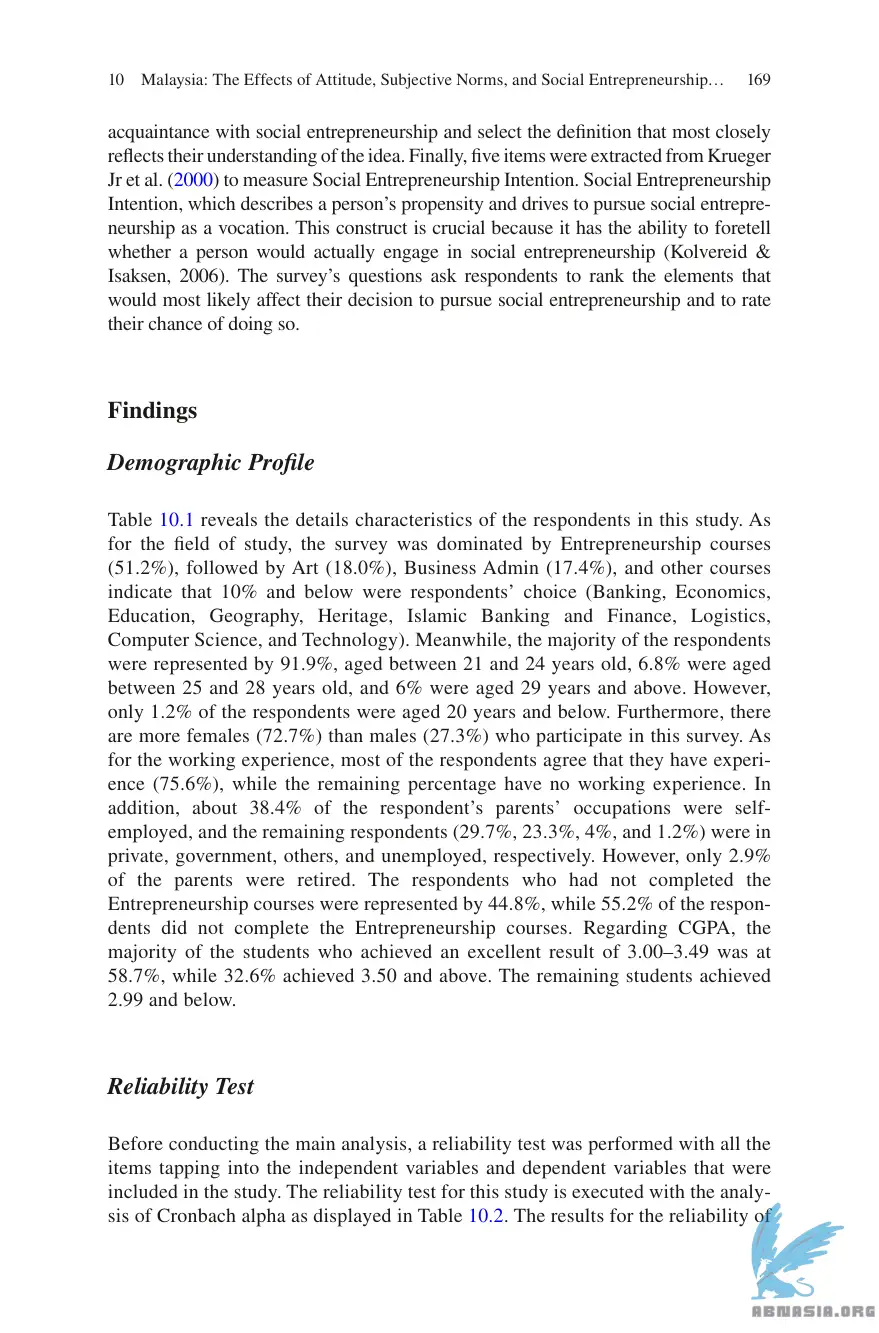 10 Malaysia: The Effects of Attitude, Subjective Norms, and Social Entrepreneurship… 169
acquaintance with social entrepreneurship and select the definition that most closely
reflects their understanding of the idea. Finally, five items were extracted from Krueger
Jr et al. (2000) to measure Social Entrepreneurship Intention. Social Entrepreneurship
Intention, which describes a person's propensity and drives to pursue social entrepre-
neurship as a vocation. This construct is crucial because it has the ability to foretell
whether a person would actually engage in social entrepreneurship (Kolvereid &
Isaksen, 2006). The survey's questions ask respondents to rank the elements that
would most likely affect their decision to pursue social entrepreneurship and to rate
their chance of doing so.
Findings
Demographic Profile
Table 10.1 reveals the details characteristics of the respondents in this study. As
for the field of study, the survey was dominated by Entrepreneurship courses
(51.2%), followed by Art (18.0%), Business Admin (17.4%), and other courses
indicate that 10% and below were respondents' choice (Banking, Economics,
Education, Geography, Heritage, Islamic Banking and Finance, Logistics,
Computer Science, and Technology). Meanwhile, the majority of the respondents
were represented by 91.9%, aged between 21 and 24 years old, 6.8% were aged
between 25 and 28 years old, and 6% were aged 29 years and above. However,
only 1.2% of the respondents were aged 20 years and below. Furthermore, there
are more females (72.7%) than males (27.3%) who participate in this survey. As
for the working experience, most of the respondents agree that they have experi-
ence (75.6%), while the remaining percentage have no working experience. In
addition, about 38.4% of the respondent's parents' occupations were self-
employed, and the remaining respondents (29.7%, 23.3%, 4%, and 1.2%) were in
private, government, others, and unemployed, respectively. However, only 2.9%
of the parents were retired. The respondents who had not completed the
Entrepreneurship courses were represented by 44.8%, while 55.2% of the respon-
dents did not complete the Entrepreneurship courses. Regarding CGPA, the
majority of the students who achieved an excellent result of 3.00–3.49 was at
58.7%, while 32.6% achieved 3.50 and above. The remaining students achieved
2.99 and below.
Reliability Test
Before conducting the main analysis, a reliability test was performed with all the
items tapping into the independent variables and dependent variables that were
included in the study. The reliability test for this study is executed with the analy-
sis of Cronbach alpha as displayed in Table 10.2. The results for the reliability of
ABNASIA.ORG